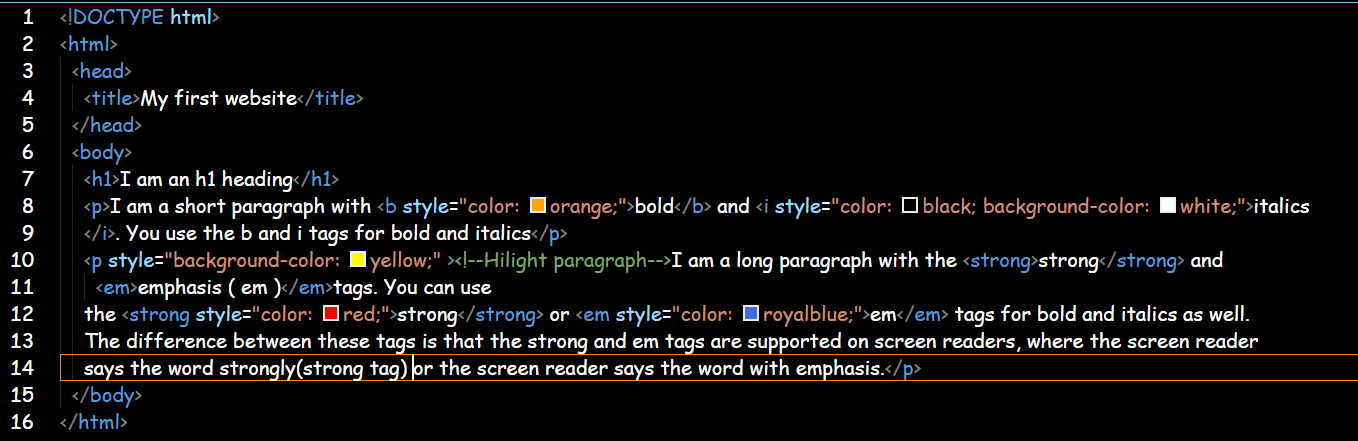 1 <!DOCTYPE html>
2 <html>
3 <head>
4 <title>My first website</title>
5 </head>
6 <body>
7 <h1>I am an h1 heading</h1>
8 <p>I am a short paragraph with <b style="color: orange;">bold</b> and <i style="color: black; background-color: white;">italics
9 </i>. You use the b and i tags for bold and italics</p>
10 <p style="background-color: yellow;" ><!--Hilight paragraph-->I am a long paragraph with the <strong>strong</strong> and
11 <em>emphasis ( em )</em>tags. You can use
12 the <strong style="color: red;">strong</strong> or <em style="color: royalblue;">em</em> tags for bold and italics as well.
13 The difference between these tags is that the strong and em tags are supported on screen readers, where the screen reader
14 says the word strongly(strong tag) or the screen reader says the word with emphasis.</p>
15 </body>
16 </html>